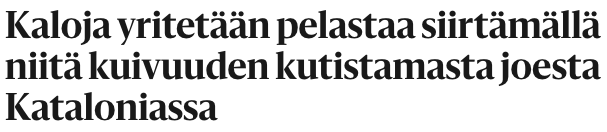 Kaloja yritetään pelastaa siirtämällä
niitä kuivuuden kutistamasta joesta
Kataloniassa